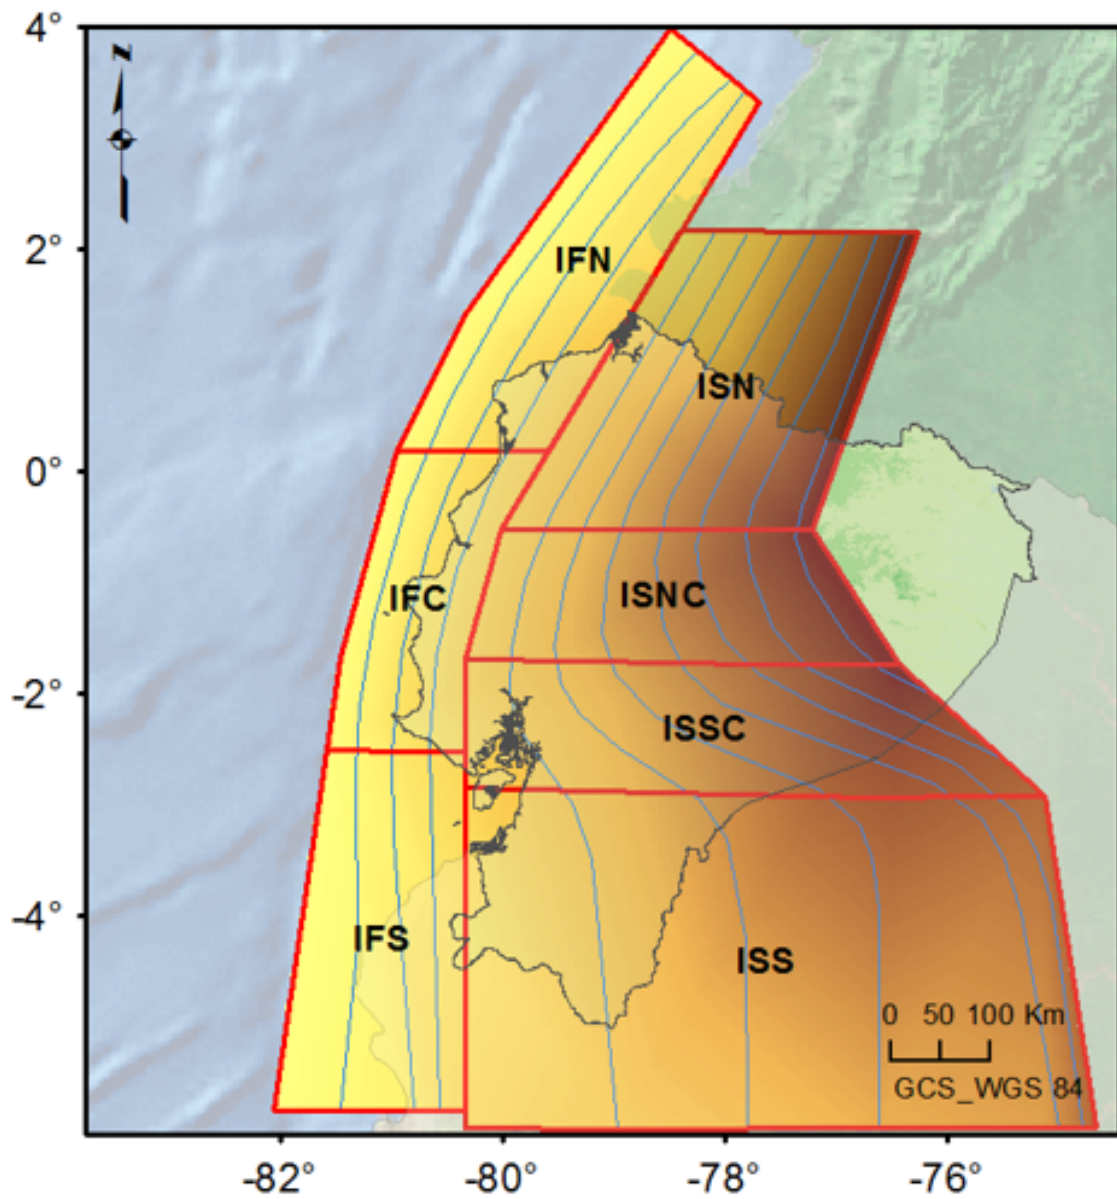 4°
N
2°
IFN
ISN
0°
IFC
ISNC
-2°
ISSC
-4°
IFS
ISS
0 50 100 Km
GCS_WGS 84
-82° -80° -78° -76°